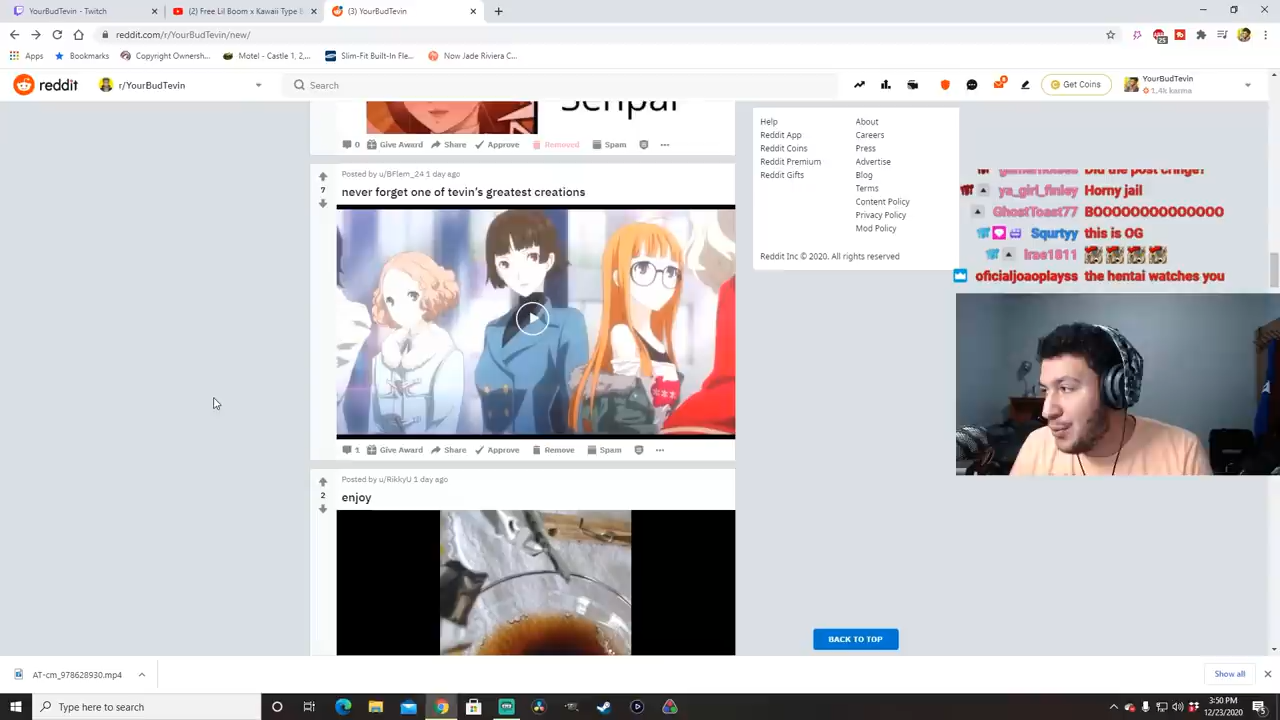 YourBudTevin - Twitch
(2) Free Lil Boom x Kawaii Type B
(3) YourBudTevin
reddit.com/r/YourBudTevin/new/
25
Apps
Bookmarks
Copyright Ownersh...
Motel - Castle 1, 2,...
Slim-Fit Built-In Fle...
Now Jade Riviera C...
reddit
r/YourBudTevin
Search
Get Coins
YourBudTevin
1.4k karma
Senpai
0
Give Award
Share
Approve
Removed
Spam
Posted by u/BFlem_24 1 day ago
7
never forget one of tevin's greatest creations
1
Give Award
Share
Approve
Remove
Spam
Posted by u/RikkyU 1 day ago
2
enjoy
Help
About
Reddit App
Careers
Reddit Coins
Press
Reddit Premium
Advertise
Reddit Gifts
Blog
Terms
Content Policy
Privacy Policy
Mod Policy
Reddit Inc © 2020. All rights reserved
Did the post cringe?
ya_girl_finley Horny jail
GhostToast77 BOOOOOOOOOOOOOO
Squrtyy this is OG
irae1811
oficialjoaoplayss the hentai watches you
BACK TO TOP
AT-cm_978628930.mp4
Show all
Type here to search
3:50 PM
12/23/2020